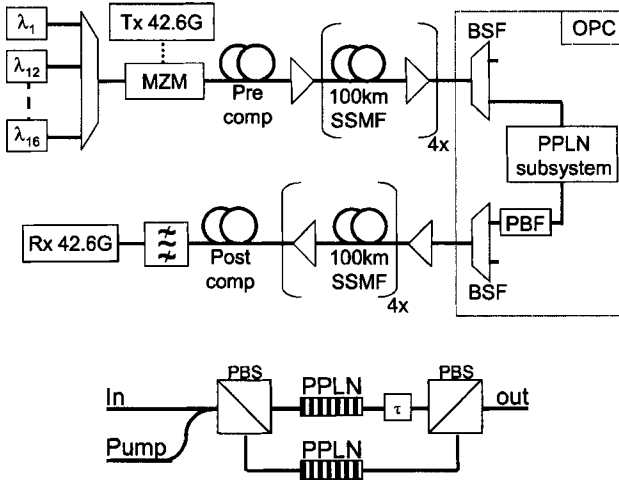 λ1
λ12
λ16
Tx 42.6G
MZM
Pre
comp
100km
SSMF
4x
BSF
OPC
PPLN
subsystem
PBF
BSF
Rx 42.6G
Post
comp
100km
SSMF
4x
In
Pump
PBS
PPLN
τ
PBS
out
PPLN